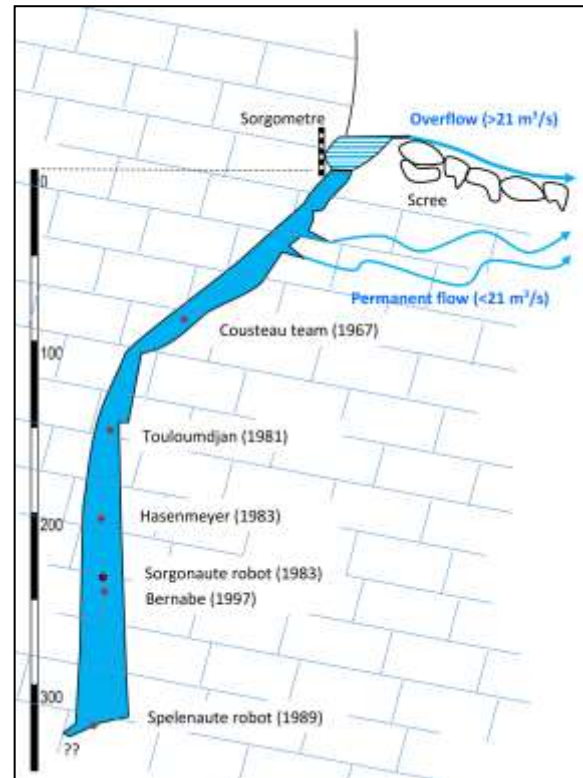 Sorgometre
Overflow (>21 m³/s)
0
Scree
Permanent flow (<21 m³/s)
Cousteau team (1967)
100
Touloumdjan (1981)
Hasenmeyer (1983)
200
Sorgonaute robot (1983)
Bernabe (1997)
300
Spelenaute robot (1989)
??